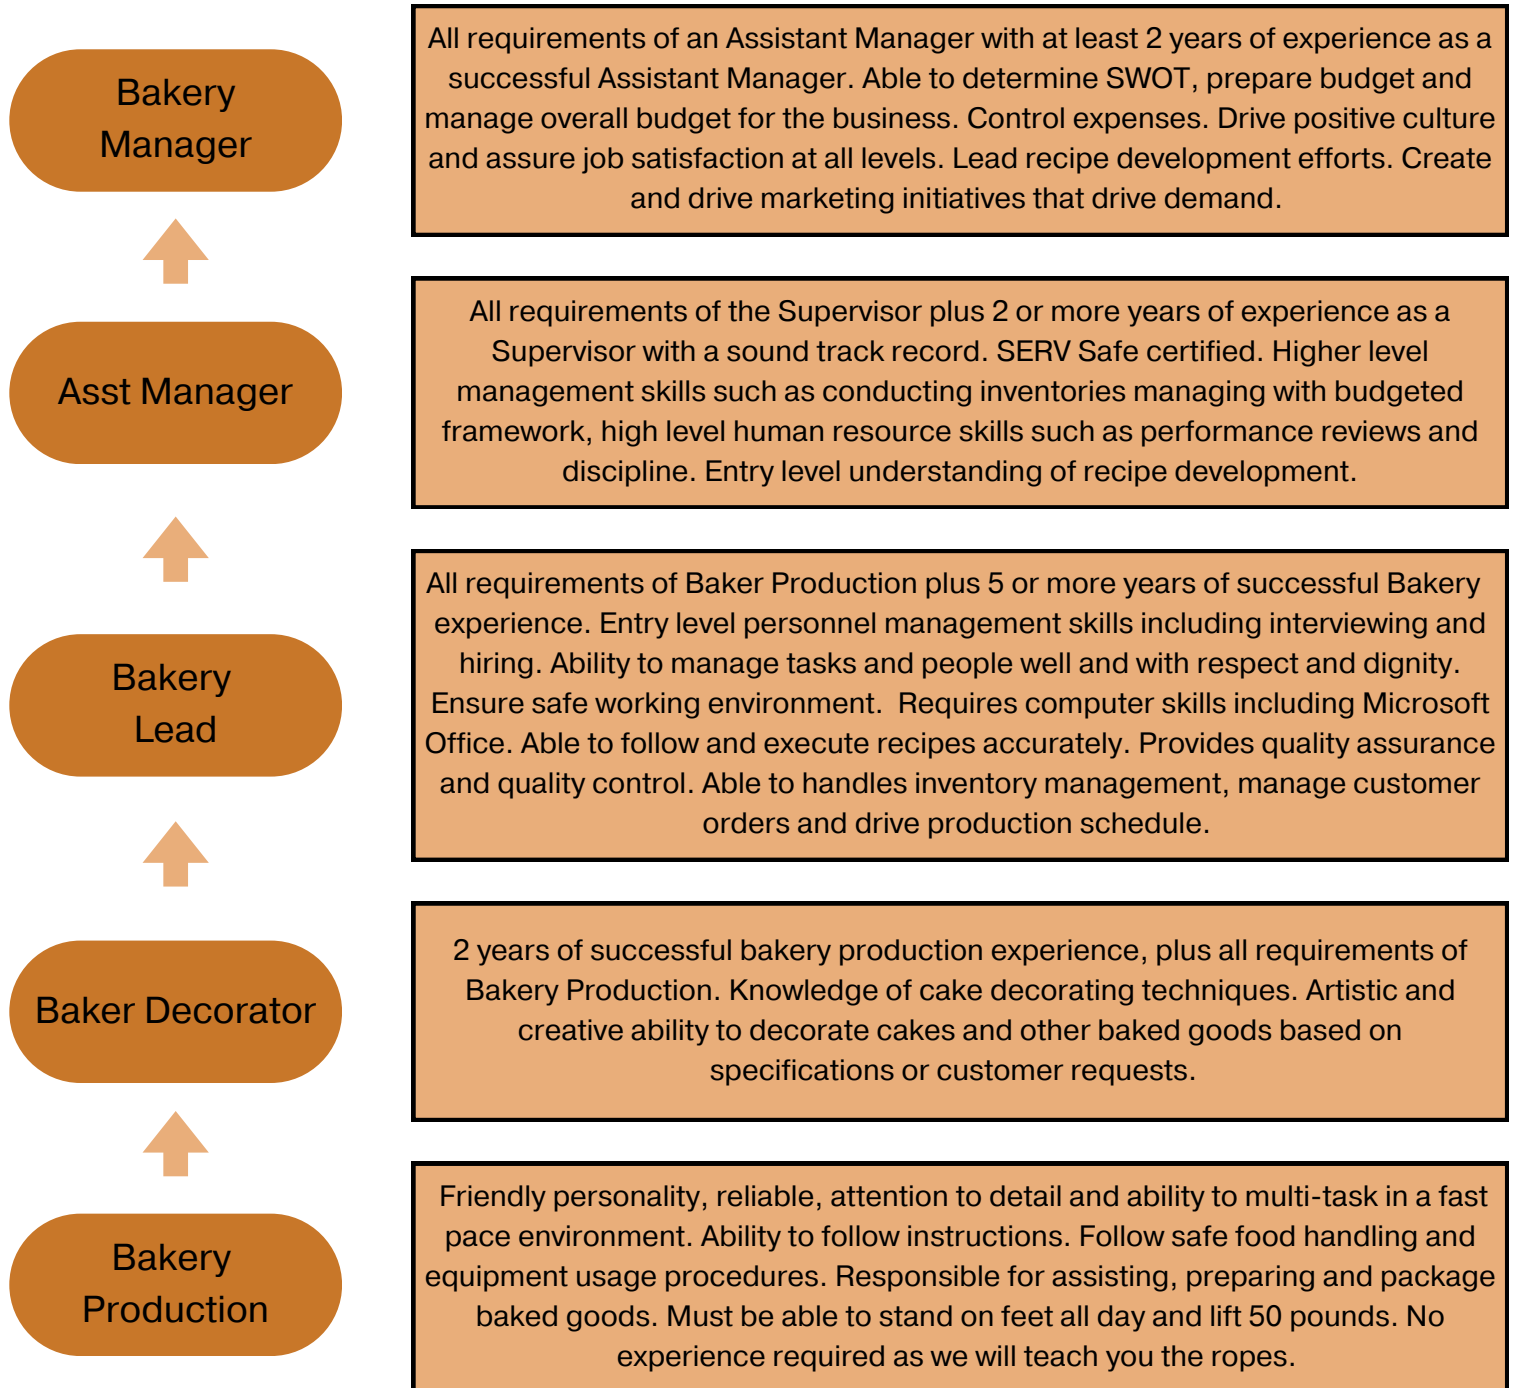 Bakery
Manager
All requirements of an Assistant Manager with at least 2 years of experience as a
successful Assistant Manager. Able to determine SWOT, prepare budget and
manage overall budget for the business. Control expenses. Drive positive culture
and assure job satisfaction at all levels. Lead recipe development efforts. Create
and drive marketing initiatives that drive demand.
Asst Manager
All requirements of the Supervisor plus 2 or more years of experience as a
Supervisor with a sound track record. SERV Safe certified. Higher level
management skills such as conducting inventories managing with budgeted
framework, high level human resource skills such as performance reviews and
discipline. Entry level understanding of recipe development.
Bakery
Lead
All requirements of Baker Production plus 5 or more years of successful Bakery
experience. Entry level personnel management skills including interviewing and
hiring. Ability to manage tasks and people well and with respect and dignity.
Ensure safe working environment.  Requires computer skills including Microsoft
Office. Able to follow and execute recipes accurately. Provides quality assurance
and quality control. Able to handles inventory management, manage customer
orders and drive production schedule.
Baker Decorator
2 years of successful bakery production experience, plus all requirements of
Bakery Production. Knowledge of cake decorating techniques. Artistic and
creative ability to decorate cakes and other baked goods based on
specifications or customer requests.
Bakery
Production
Friendly personality, reliable, attention to detail and ability to multi-task in a fast
pace environment. Ability to follow instructions. Follow safe food handling and
equipment usage procedures. Responsible for assisting, preparing and package
baked goods. Must be able to stand on feet all day and lift 50 pounds. No
experience required as we will teach you the ropes.